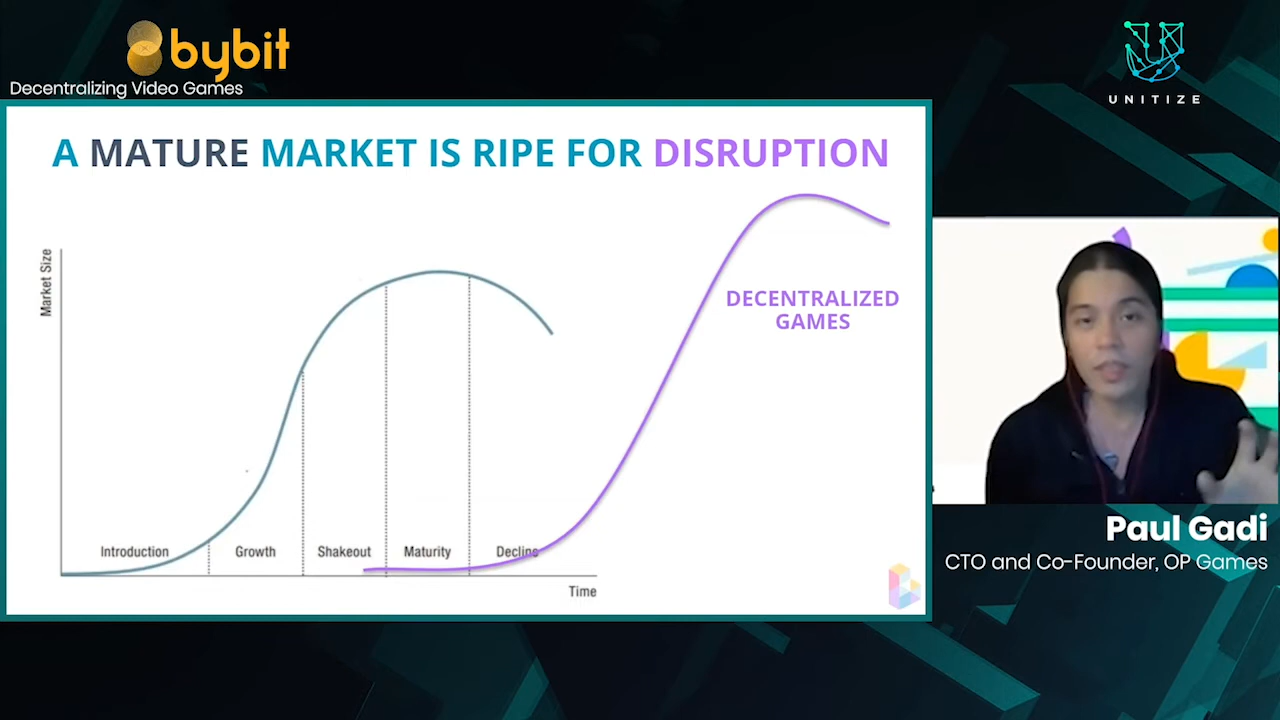 bybit
Decentralizing Video Games
UNITIZE
A MATURE MARKET IS RIPE FOR DISRUPTION
Market Size
DECENTRALIZED
GAMES
Introduction
Growth
Shakeout
Maturity
Decline
Time
Paul Gadi
CTO and Co-Founder, OP Games